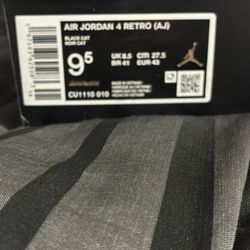 AIR JORDAN 4 RETRO (AJ)
BLACK CAT
NOIR CAT
9.5
UK 8.5 CM 27.5
BR 41 EUR 43
CU1110 010